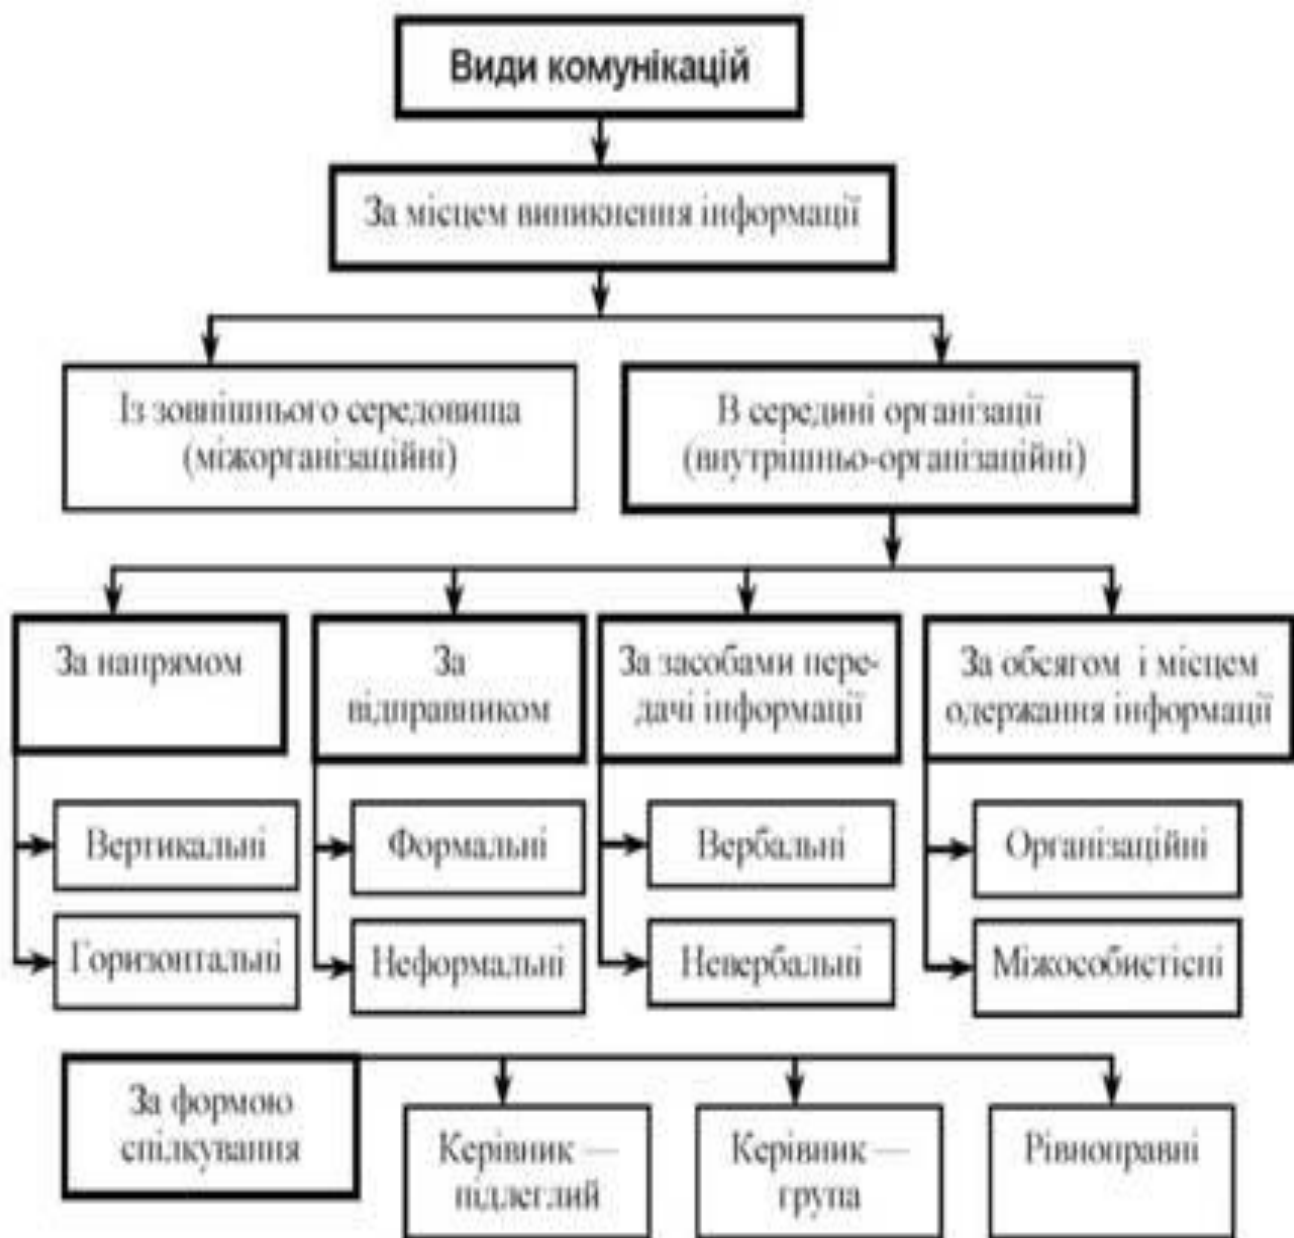 Види комунікацій
За місцем виникнення інформації
Із зовнішнього середовища
(міжорганізаційні)
В середині організації
(внутрішньо-організаційні)
За напрямом
За
відправником
За засобами пере-
дачі інформації
За обсягом і місцем
одержання інформації
Вертикальні
Формальні
Вербальні
Організаційні
Горизонтальні
Неформальні
Невербальні
Міжособистісні
За формою
спілкування
Керівник —
підлеглий
Керівник —
група
Рівноправні